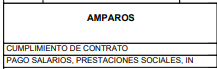 AMPAROS
CUMPLIMIENTO DE CONTRATO
PAGO SALARIOS, PRESTACIONES SOCIALES, IN